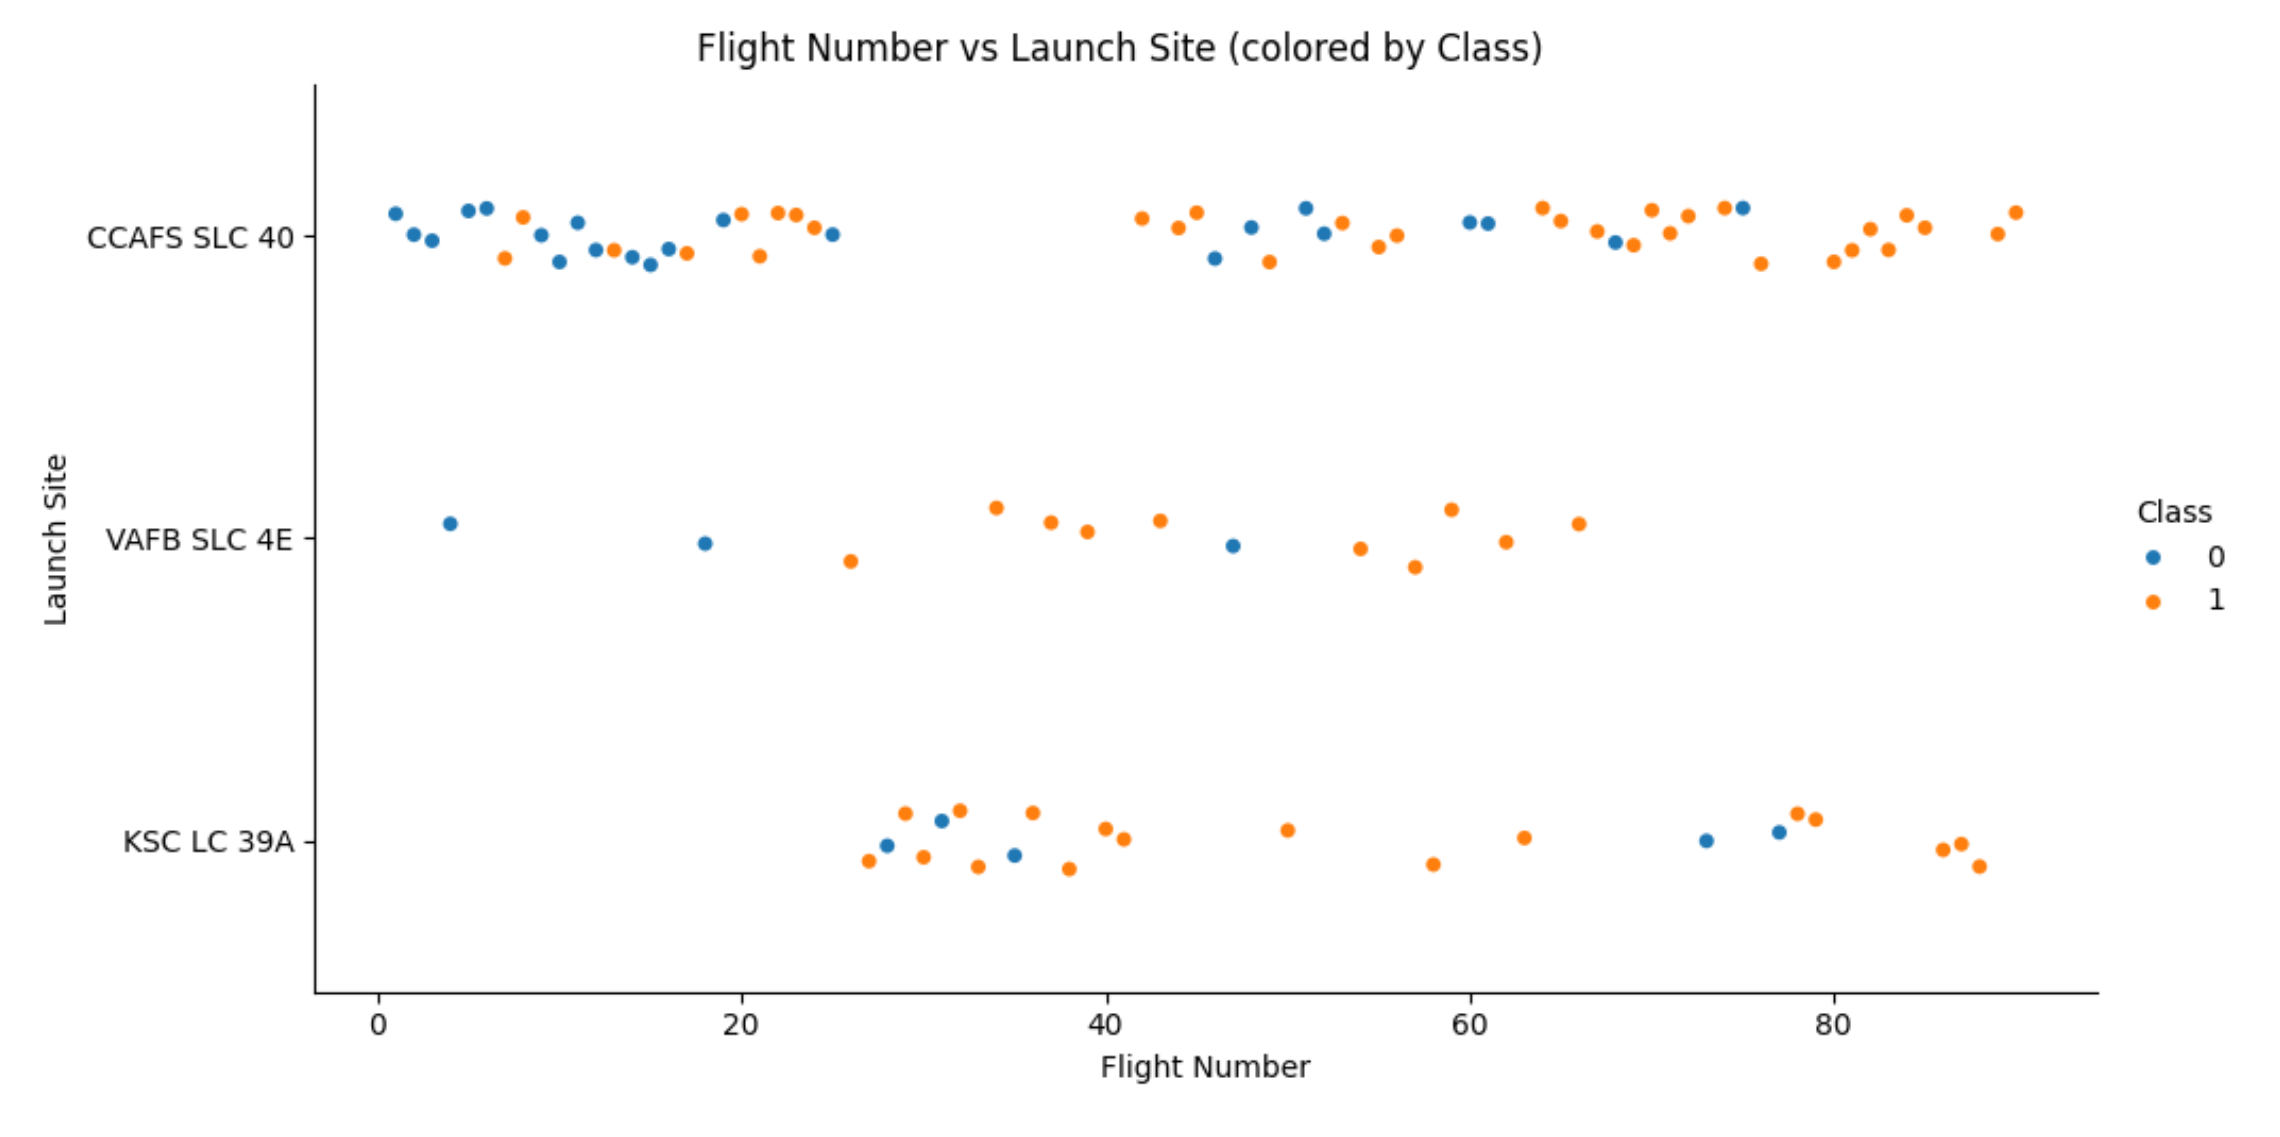 Flight Number vs Launch Site (colored by Class)
Launch Site
CCAFS SLC 40
VAFB SLC 4E
KSC LC 39A
0 20 40 60 80
Flight Number
Class
0
1